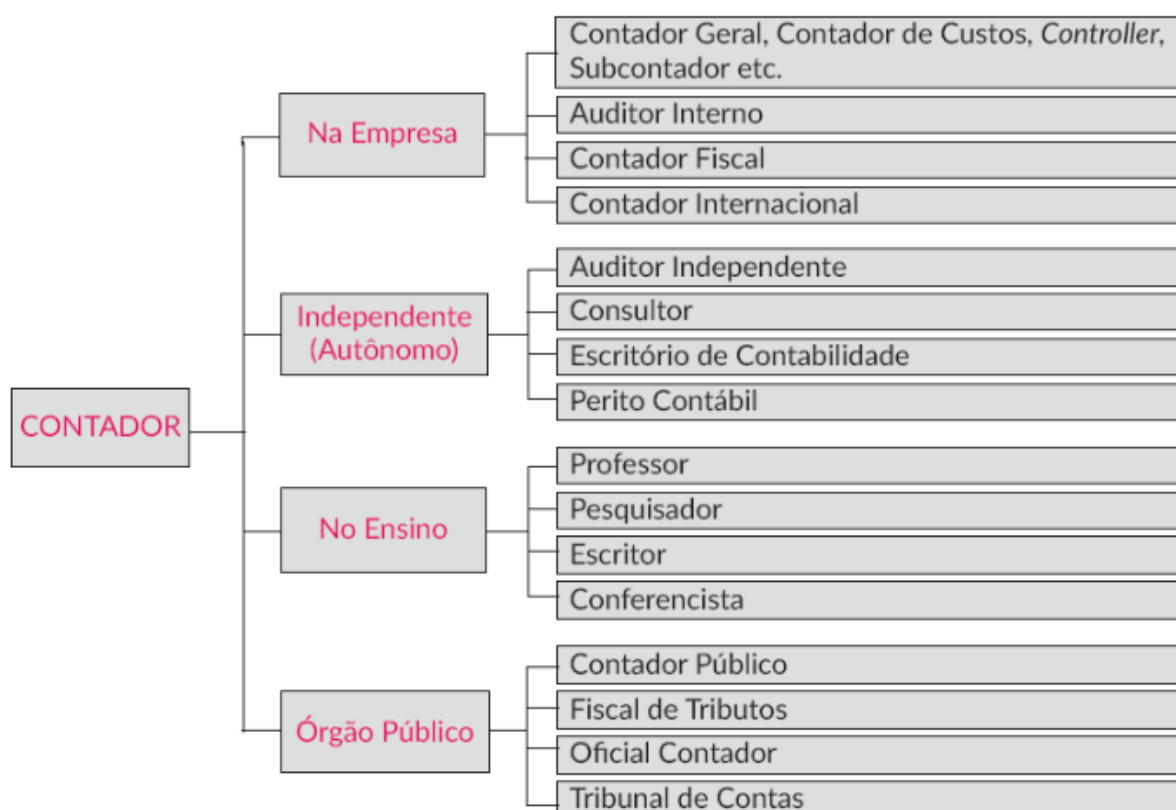 CONTADOR
Na Empresa
Contador Geral, Contador de Custos, Controller,
Subcontador etc.
Auditor Interno
Contador Fiscal
Contador Internacional
Independente
(Autônomo)
Auditor Independente
Consultor
Escritório de Contabilidade
Perito Contábil
No Ensino
Professor
Pesquisador
Escritor
Conferencista
Órgão Público
Contador Público
Fiscal de Tributos
Oficial Contador
Tribunal de Contas